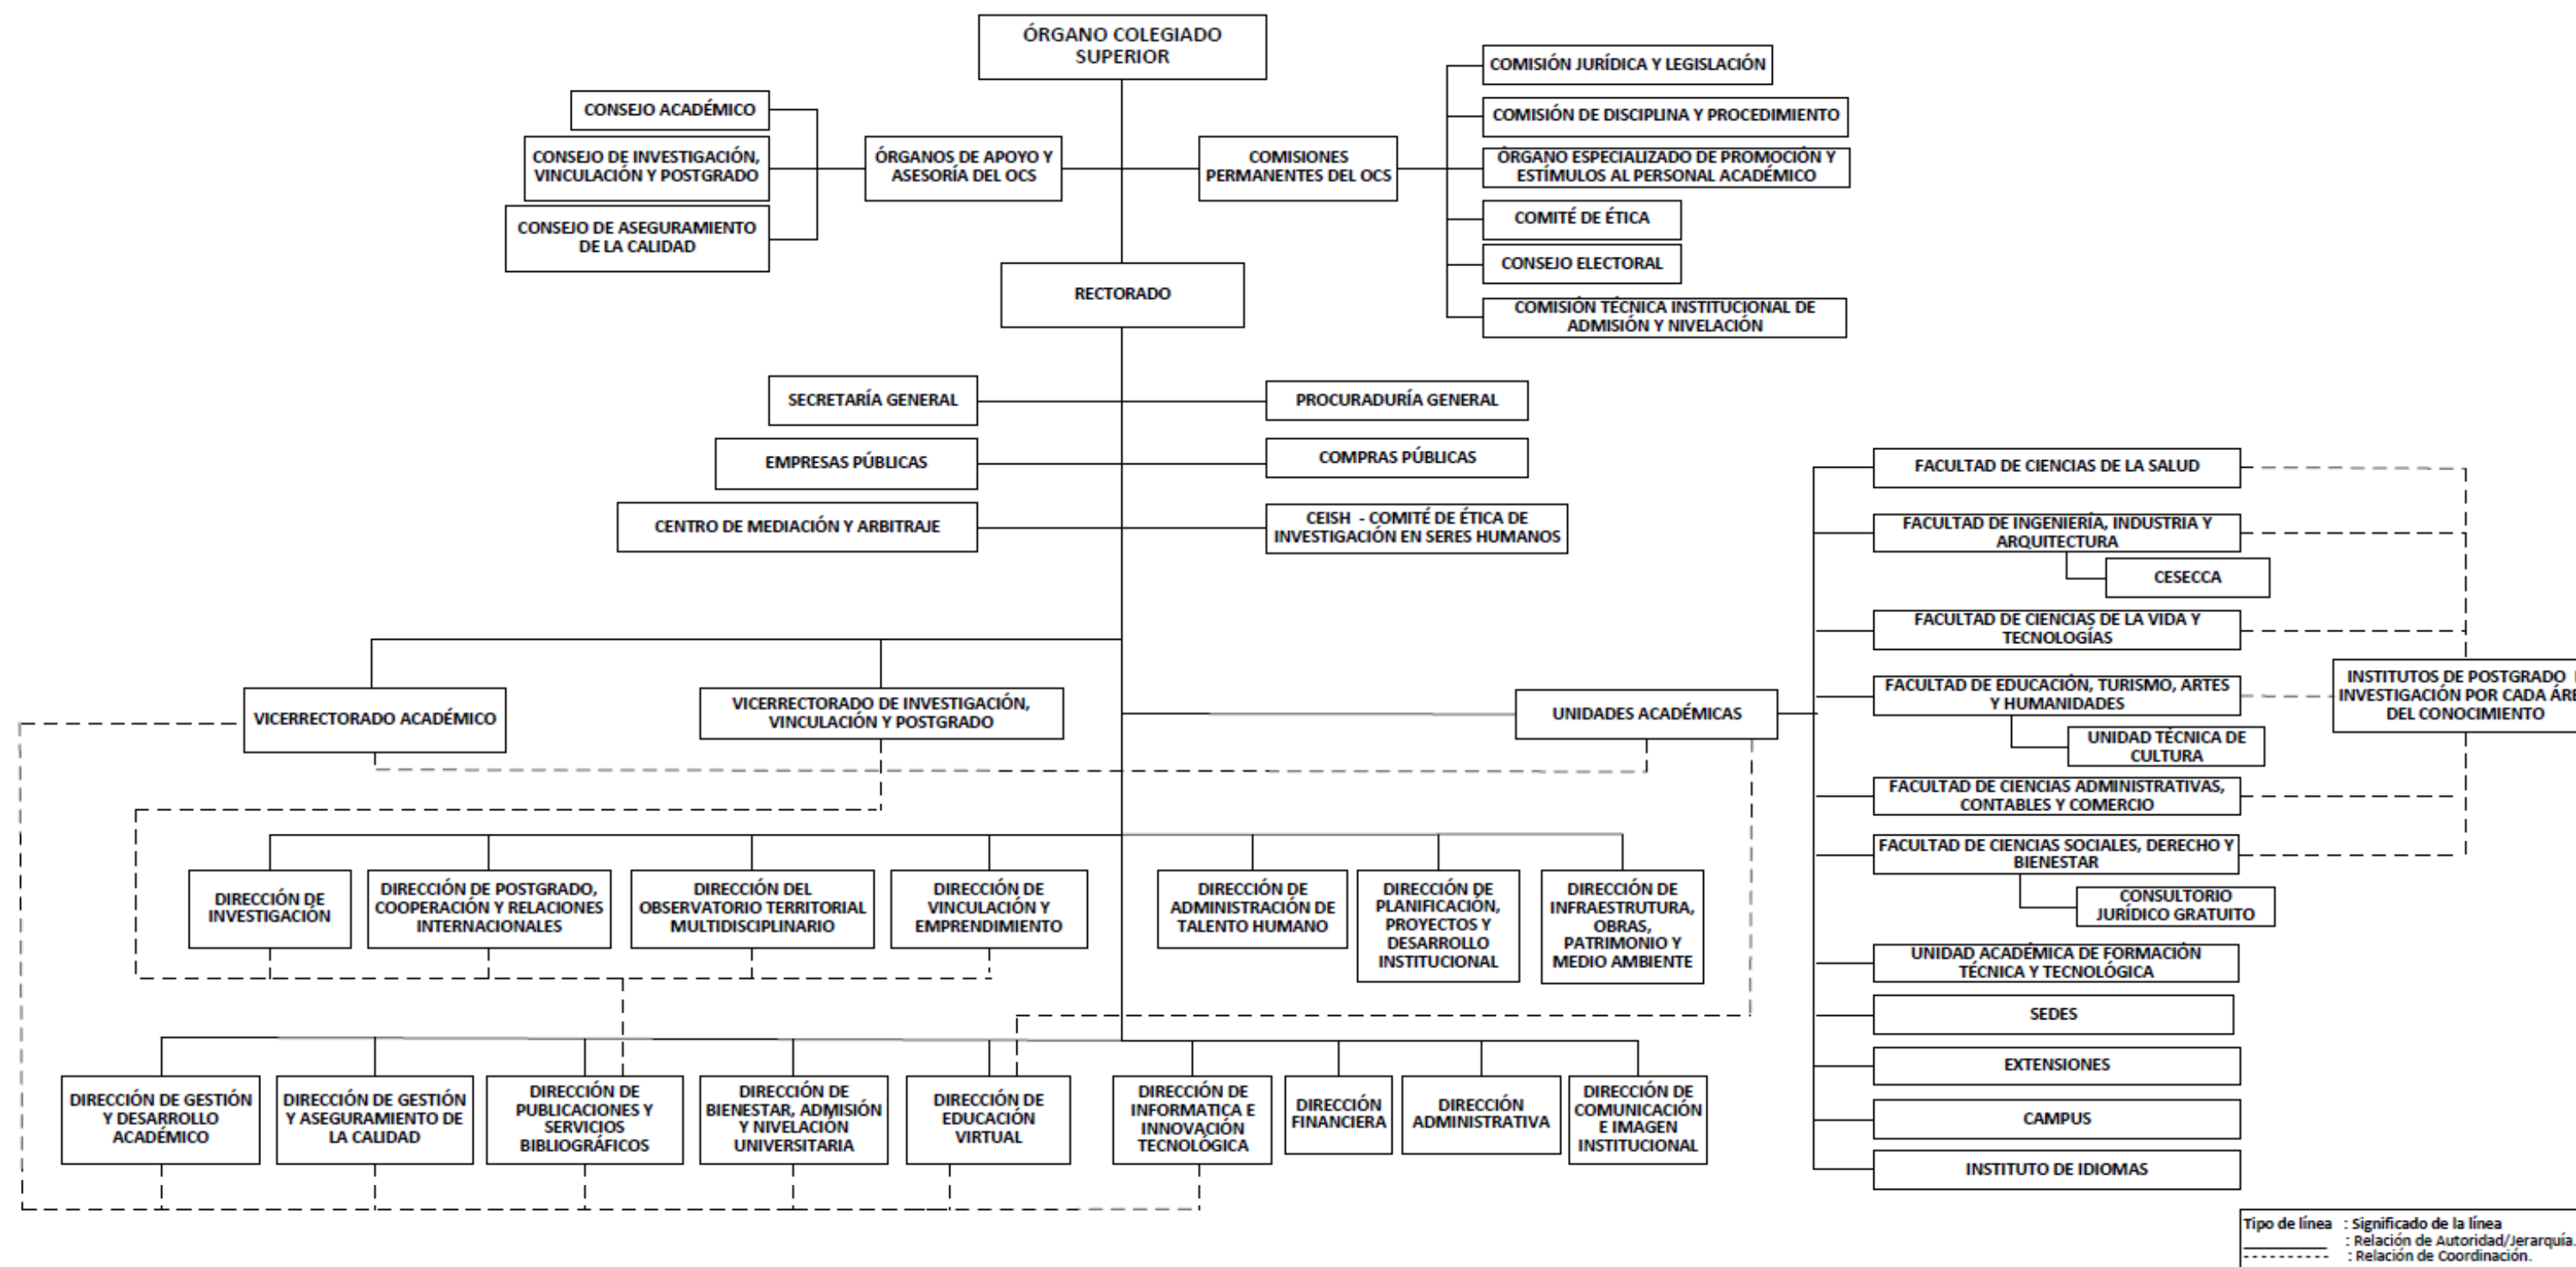 ÓRGANO COLEGIADO
SUPERIOR
CONSEJO ACADÉMICO
CONSEJO DE INVESTIGACIÓN,
VINCULACIÓN Y POSTGRADO
CONSEJO DE ASEGURAMIENTO
DE LA CALIDAD
ÓRGANOS DE APOYO Y
ASESORÍA DEL OCS
COMISIONES
PERMANENTES DEL OCS
COMISIÓN JURÍDICA Y LEGISLACIÓN
COMISIÓN DE DISCIPLINA Y PROCEDIMIENTO
ÓRGANO ESPECIALIZADO DE PROMOCIÓN Y
ESTÍMULOS AL PERSONAL ACADÉMICO
COMITÉ DE ÉTICA
CONSEJO ELECTORAL
COMISIÓN TÉCNICA INSTITUCIONAL DE
ADMISIÓN Y NIVELACIÓN
RECTORADO
SECRETARÍA GENERAL
PROCURADURÍA GENERAL
EMPRESAS PÚBLICAS
COMPRAS PÚBLICAS
CENTRO DE MEDIACIÓN Y ARBITRAJE
CEISH - COMITÉ DE ÉTICA DE
INVESTIGACIÓN EN SERES HUMANOS
VICERRECTORADO ACADÉMICO
VICERRECTORADO DE INVESTIGACIÓN,
VINCULACIÓN Y POSTGRADO
UNIDADES ACADÉMICAS
FACULTAD DE CIENCIAS DE LA SALUD
FACULTAD DE INGENIERÍA, INDUSTRIA Y
ARQUITECTURA
CESECCA
FACULTAD DE CIENCIAS DE LA VIDA Y
TECNOLOGÍAS
FACULTAD DE EDUCACIÓN, TURISMO, ARTES
Y HUMANIDADES
UNIDAD TÉCNICA DE
CULTURA
FACULTAD DE CIENCIAS ADMINISTRATIVAS,
CONTABLES Y COMERCIO
FACULTAD DE CIENCIAS SOCIALES, DERECHO Y
BIENESTAR
CONSULTORIO
JURÍDICO GRATUITO
UNIDAD ACADÉMICA DE FORMACIÓN
TÉCNICA Y TECNOLÓGICA
SEDES
EXTENSIONES
CAMPUS
INSTITUTO DE IDIOMAS
INSTITUTOS DE POSTGRADO
INVESTIGACIÓN POR CADA
DEL CONOCIMIENTO
DIRECCIÓN DE
INVESTIGACIÓN
DIRECCIÓN DE POSTGRADO,
COOPERACIÓN Y RELACIONES
INTERNACIONALES
DIRECCIÓN DEL
OBSERVATORIO TERRITORIAL
MULTIDISCIPLINARIO
DIRECCIÓN DE
VINCULACIÓN Y
EMPRENDIMIENTO
DIRECCIÓN DE
ADMINISTRACIÓN DE
TALENTO HUMANO
DIRECCIÓN DE
PLANIFICACIÓN,
PROYECTOS Y
DESARROLLO
INSTITUCIONAL
DIRECCIÓN DE
INFRAESTRUTURA,
OBRAS,
PATRIMONIO Y
MEDIO AMBIENTE
DIRECCIÓN DE GESTIÓN
Y DESARROLLO
ACADÉMICO
DIRECCIÓN DE GESTIÓN
Y ASEGURAMIENTO DE
LA CALIDAD
DIRECCIÓN DE
PUBLICACIONES Y
SERVICIOS
BIBLIOGRÁFICOS
DIRECCIÓN DE
BIENESTAR, ADMISIÓN
Y NIVELACIÓN
UNIVERSITARIA
DIRECCIÓN DE
EDUCACIÓN
VIRTUAL
DIRECCIÓN DE
INFORMATICA E
INNOVACIÓN
TECNOLÓGICA
DIRECCIÓN
FINANCIERA
DIRECCIÓN
ADMINISTRATIVA
DIRECCIÓN DE
COMUNICACIÓN
E IMAGEN
INSTITUCIONAL
Tipo de línea : Significado de la línea
: Relación de Autoridad/Jerarquía.
: Relación de Coordinación.